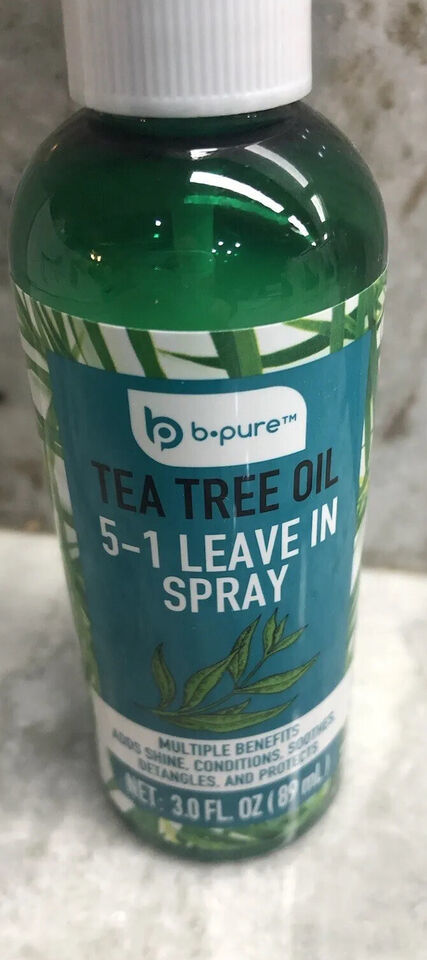 b•pure™
TEA TREE OIL
5-1 LEAVE IN
SPRAY
MULTIPLE BENEFITS
ADDS SHINE, CONDITIONS, SOOTHES,
DETANGLES, AND PROTECTS
NET: 3.0 FL. OZ ( 89 mL )